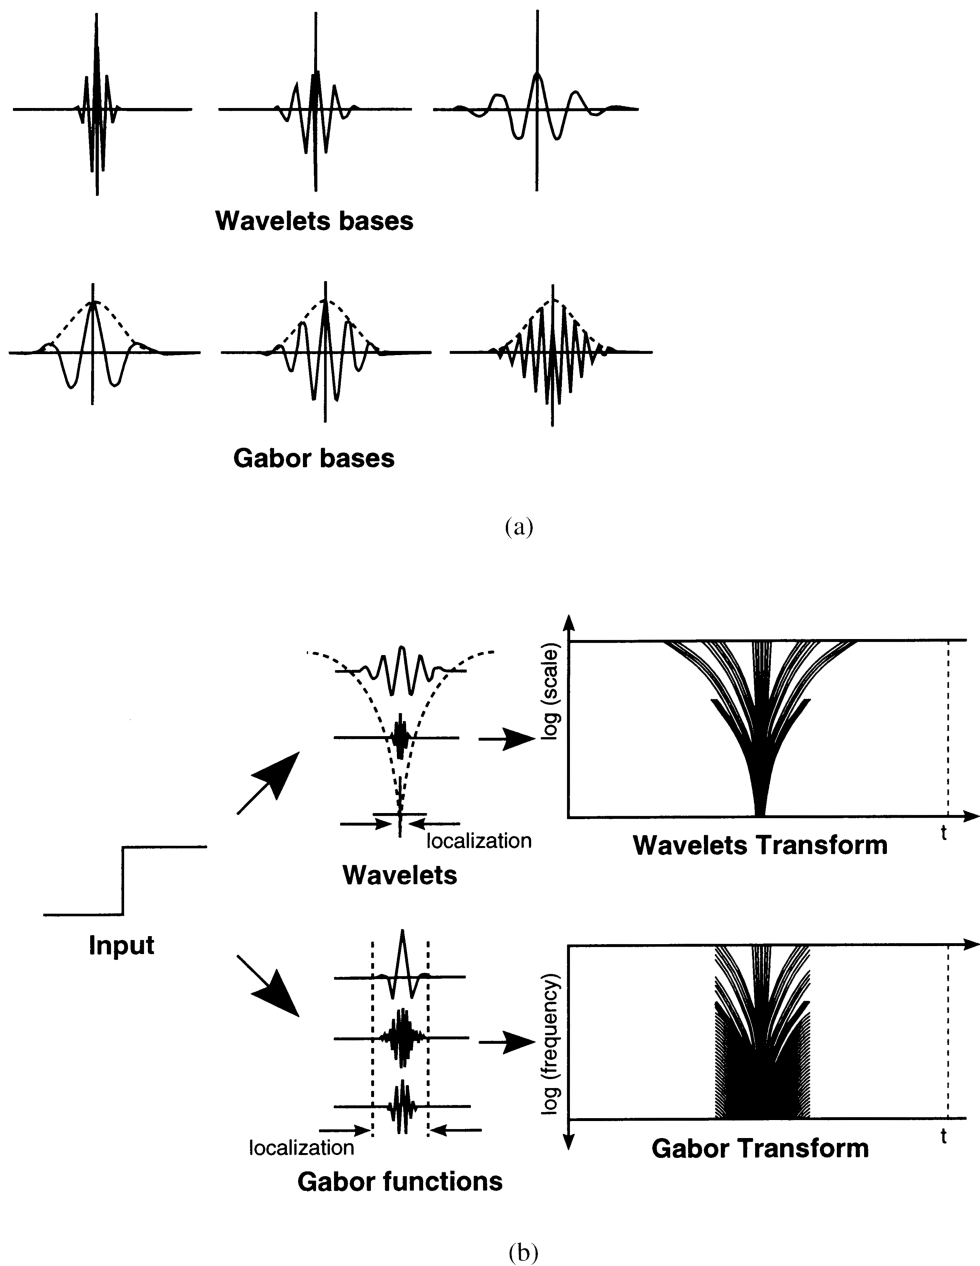 Wavelets bases
Gabor bases
(a)
log (scale)
localization
t
Wavelets
Wavelets Transform
Input
log (frequency)
localization
t
Gabor functions
Gabor Transform
(b)